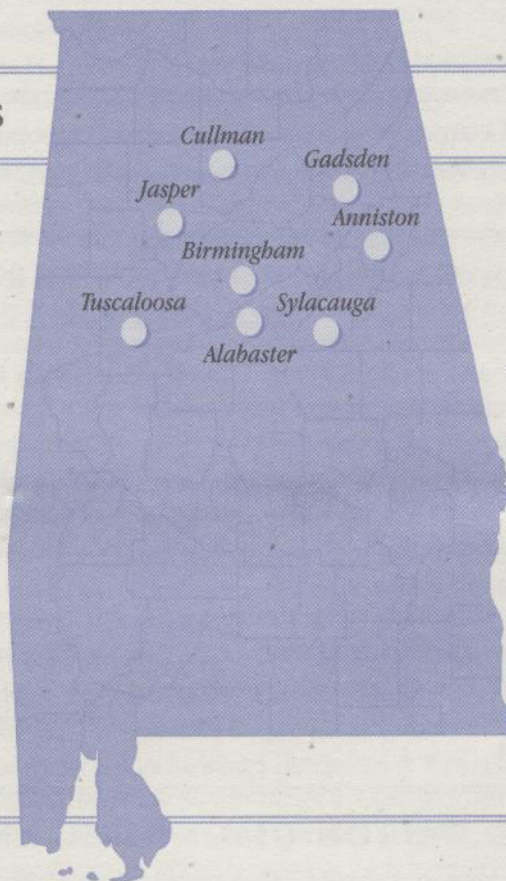 s
Cullman
Gadsden
Jasper
Anniston
Birmingham
Tuscaloosa
Sylacauga
Alabaster